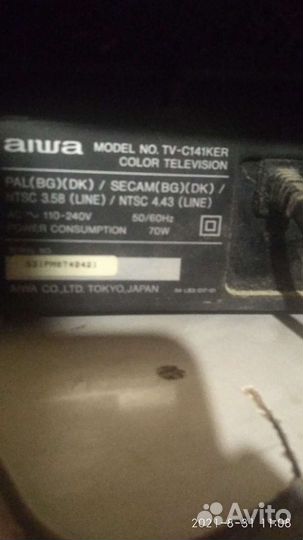 aiwa MODEL NO. TV-C141KER
COLOR TELEVISION
PAL(BG)(DK) / SECAM(BG)(DK) /
NTSC 3.58 (LINE) / NTSC 4.43 (LINE)
AC ~ 110-240V 50/60Hz
POWER CONSUMPTION 70W
AIWA CO.,LTD. TOKYO,JAPAN
2021-8-31 11:08
Avito